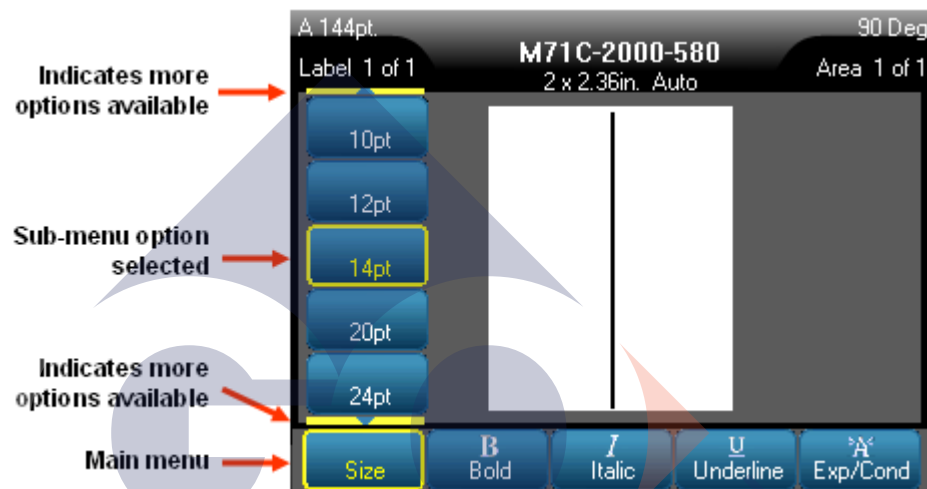 A 144pt.
90 Deg
M71C-2000-580
Label 1 of 1
2 x 2.36in. Auto
Area 1 of 1
Indicates more
options available
10pt
12pt
Sub-menu option
selected
14pt
20pt
Indicates more
options available
24pt
Main menu
Size
B
Bold
I
Italic
U
Underline
A
Exp/Cond